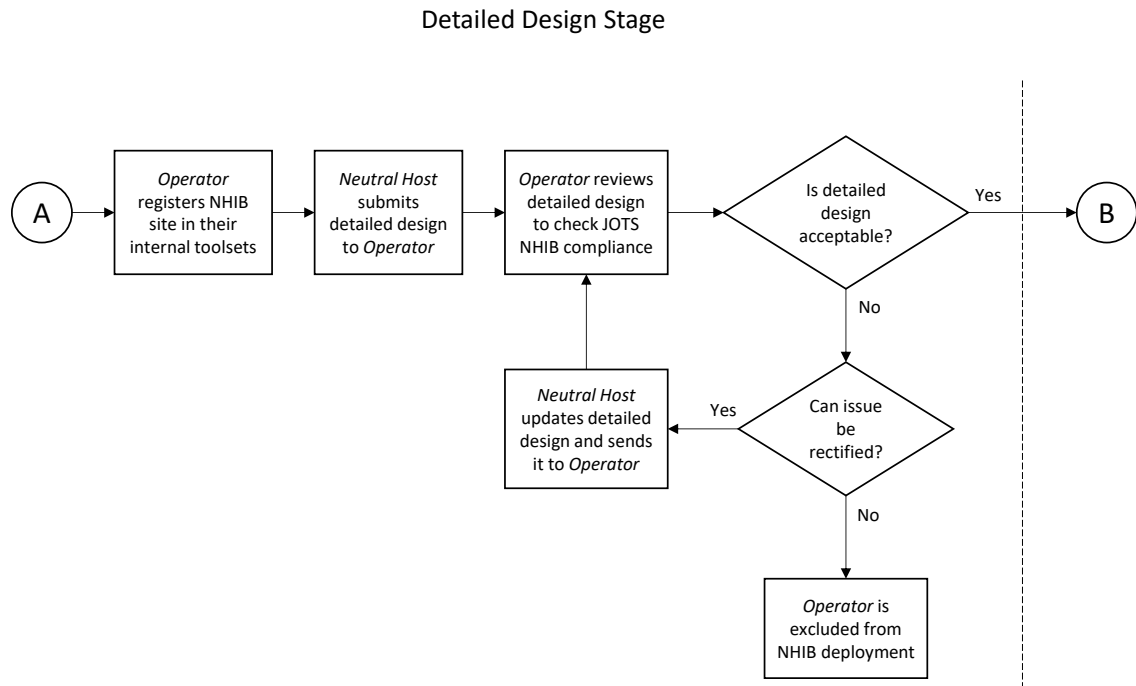 Detailed Design Stage
A
Operator
registers NHIB
site in their
internal toolsets
Neutral Host
submits
detailed design
to Operator
Operator reviews
detailed design
to check JOTS
NHIB compliance
Is detailed
design
acceptable?
Yes
B
No
Neutral Host
updates detailed
design and sends
it to Operator
Yes
Can issue
be
rectified?
No
Operator is
excluded from
NHIB deployment